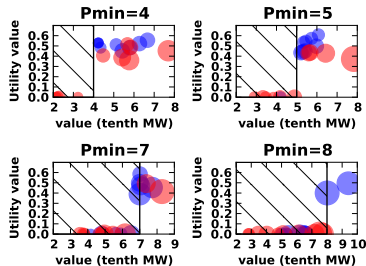 Pmin=4
Utility value
0.6
0.5
0.4
0.3
0.2
0.1
0.0
2 3 4 5 6 7 8
value (tenth MW)
Pmin=5
Utility value
0.6
0.5
0.4
0.3
0.2
0.1
0.0
2 3 4 5 6 7 8
value (tenth MW)
Pmin=7
Utility value
0.6
0.5
0.4
0.3
0.2
0.1
0.0
2 3 4 5 6 7 8 9
value (tenth MW)
Pmin=8
Utility value
0.6
0.5
0.4
0.3
0.2
0.1
0.0
2 3 4 5 6 7 8 9 10
value (tenth MW)